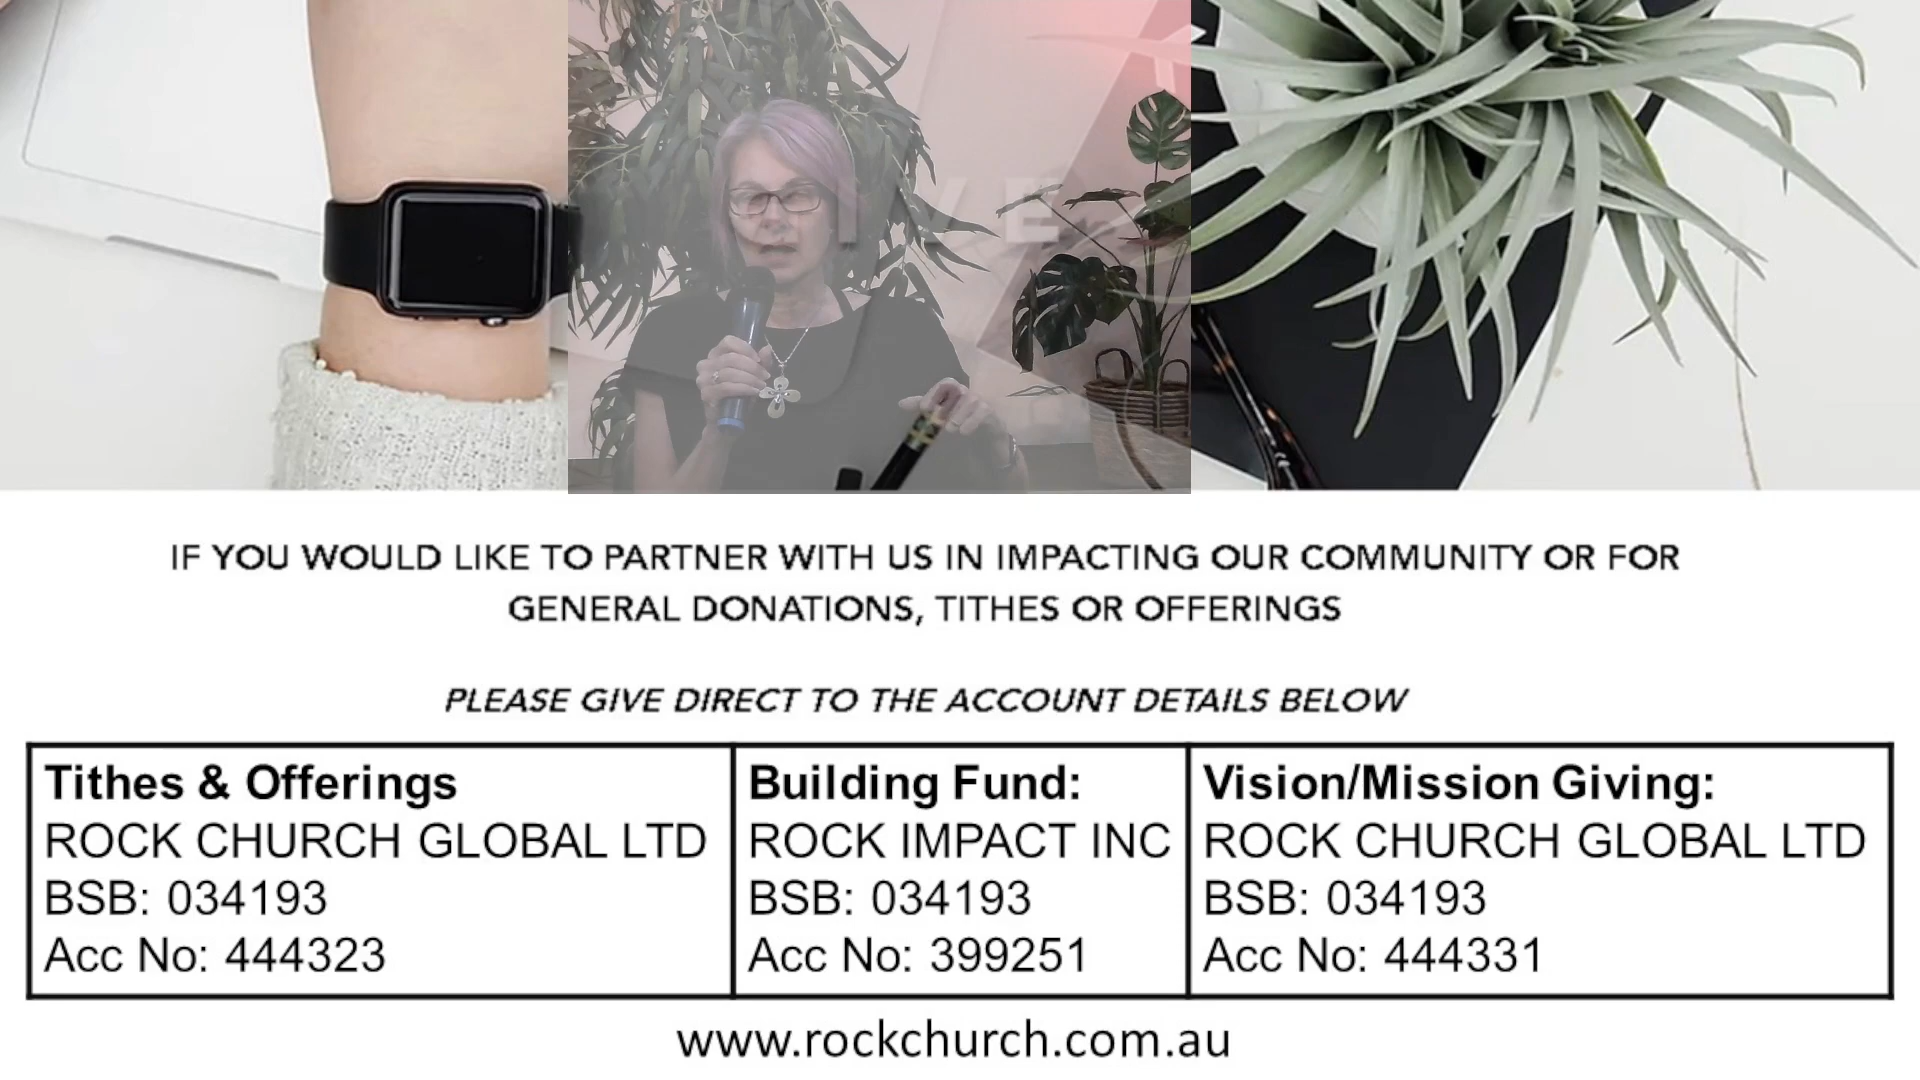 IF YOU WOULD LIKE TO PARTNER WITH US IN IMPACTING OUR COMMUNITY OR FOR
GENERAL DONATIONS, TITHES OR OFFERINGS
PLEASE GIVE DIRECT TO THE ACCOUNT DETAILS BELOW
Tithes & Offerings
ROCK CHURCH GLOBAL LTD
BSB: 034193
Acc No: 444323
Building Fund:
ROCK IMPACT INC
BSB: 034193
Acc No: 399251
Vision/Mission Giving:
ROCK CHURCH GLOBAL LTD
BSB: 034193
Acc No: 444331
www.rockchurch.com.au